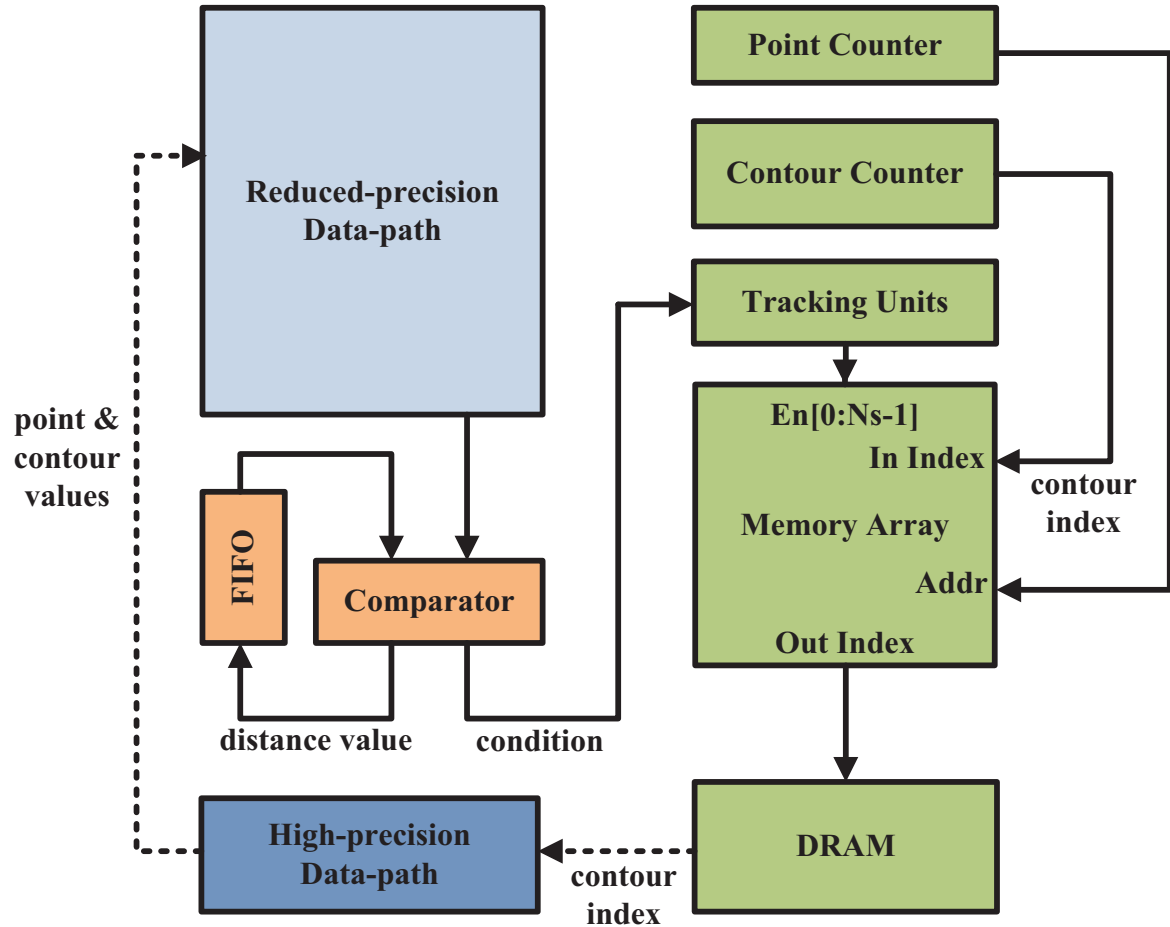 Point Counter
Contour Counter
Reduced-precision
Data-path
Tracking Units
point &
contour
values
En[0:Ns-1]
In Index
contour
index
Memory Array
FIFO
Comparator
Addr
Out Index
distance value
condition
High-precision
Data-path
contour
index
DRAM